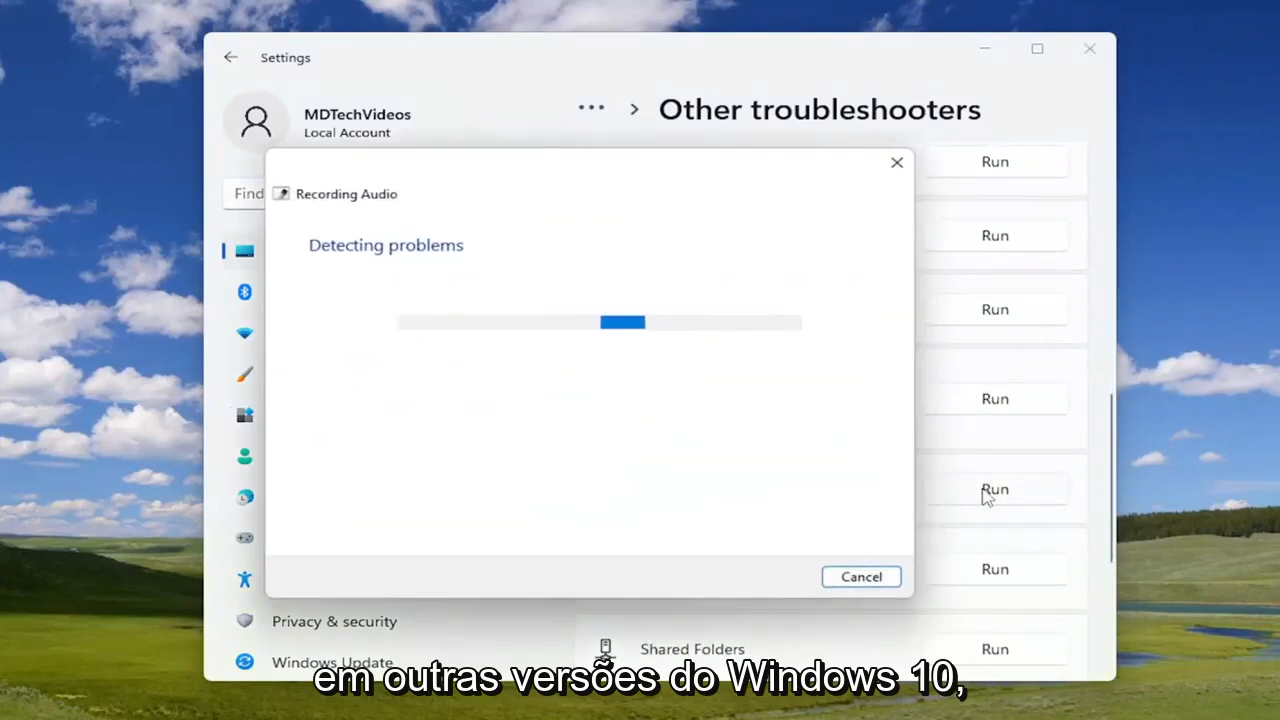 Settings
MDTechVideos
Local Account
••• > Other troubleshooters
Find
Run
Recording Audio
Detecting problems
Run
Run
Run
Run
Run
Cancel
Privacy & security
Shared Folders
Run
Windows Update
em outras versões do Windows 10,